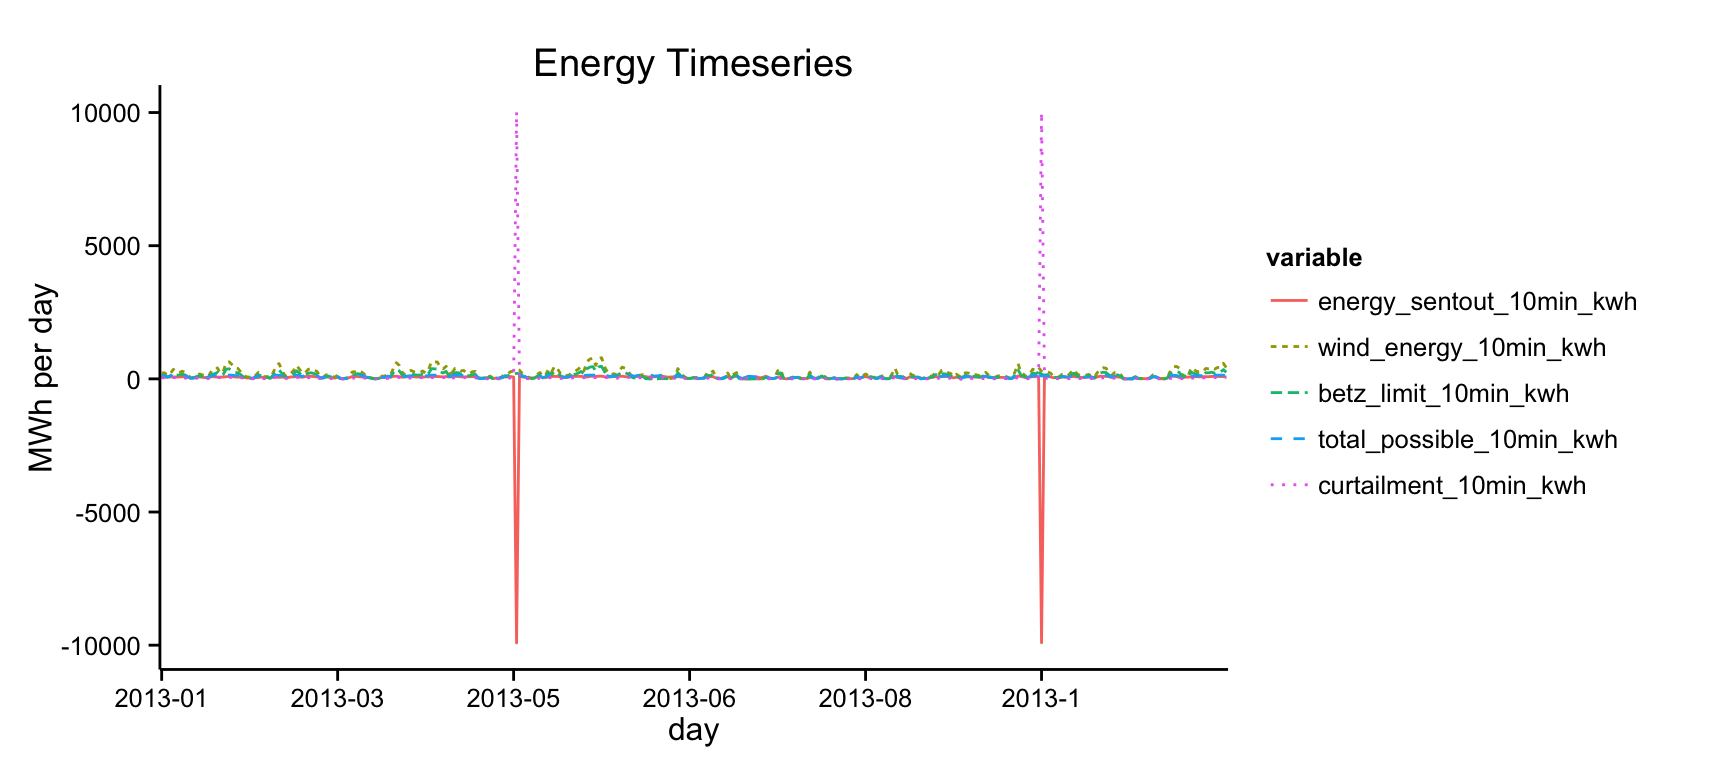 Energy Timeseries
MWh per day
10000
5000
0
-5000
-10000
2013-01 2013-03 2013-05 2013-06 2013-08 2013-1
day
variable
energy_sentout_10min_kwh
wind_energy_10min_kwh
betz_limit_10min_kwh
total_possible_10min_kwh
curtailment_10min_kwh